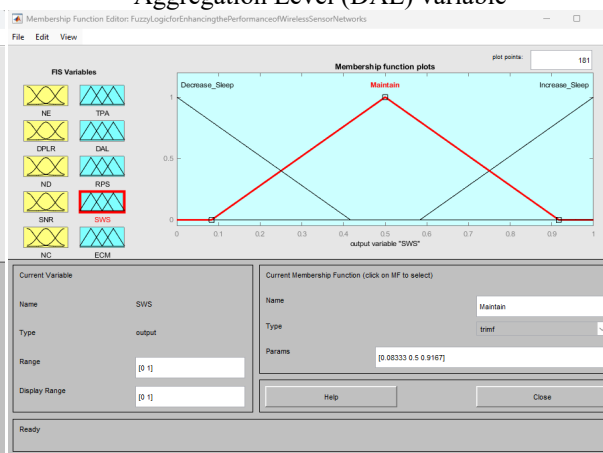 Aggregation Level (DAL) variable
Membership Function Editor: FuzzyLogicforEnhancingthePerformanceofWirelessSensorNetworks
File Edit View
FIS Variables
NE TPA
DPLR DAL
ND RPS
SNR SWS
NC ECM
Membership function plots
plot points: 181
Decrease_Sleep Maintain Increase_Sleep
1
0.5
0
0 0.1 0.2 0.3 0.4 0.5 0.6 0.7 0.8 0.9 1
output variable "SWS"
Current Variable
Name SWS
Type output
Range [0 1]
Display Range [0 1]
Current Membership Function (click on MF to select)
Name Maintain
Type trimf
Params [0.08333 0.5 0.9167]
Help Close
Ready